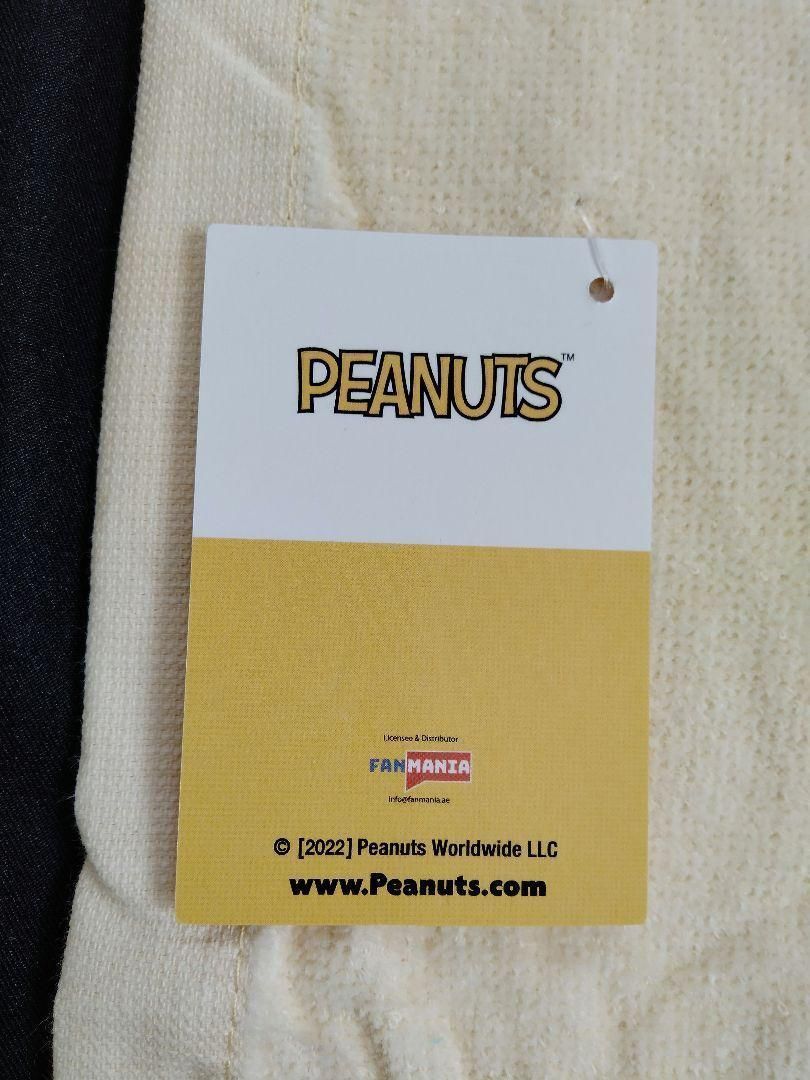 PEANUTS™
Licensee & Distributor
FANMANIA
info@fanmania.ae
© [2022] Peanuts Worldwide LLC
www.Peanuts.com